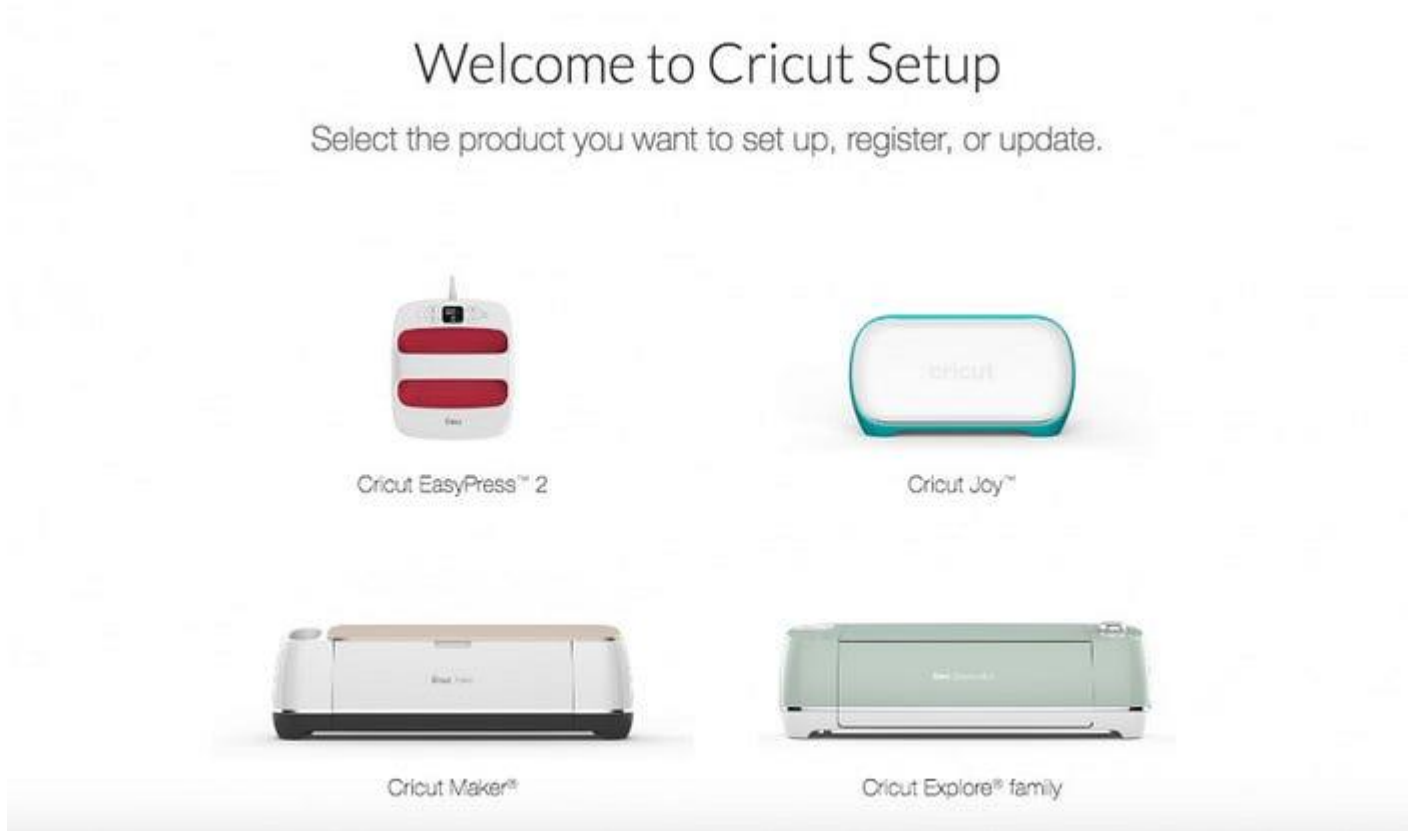 Welcome to Cricut Setup
Select the product you want to set up, register, or update.
cricut
Cricut EasyPress™ 2
Cricut Joy™
Cricut Maker®
Cricut Explore® family